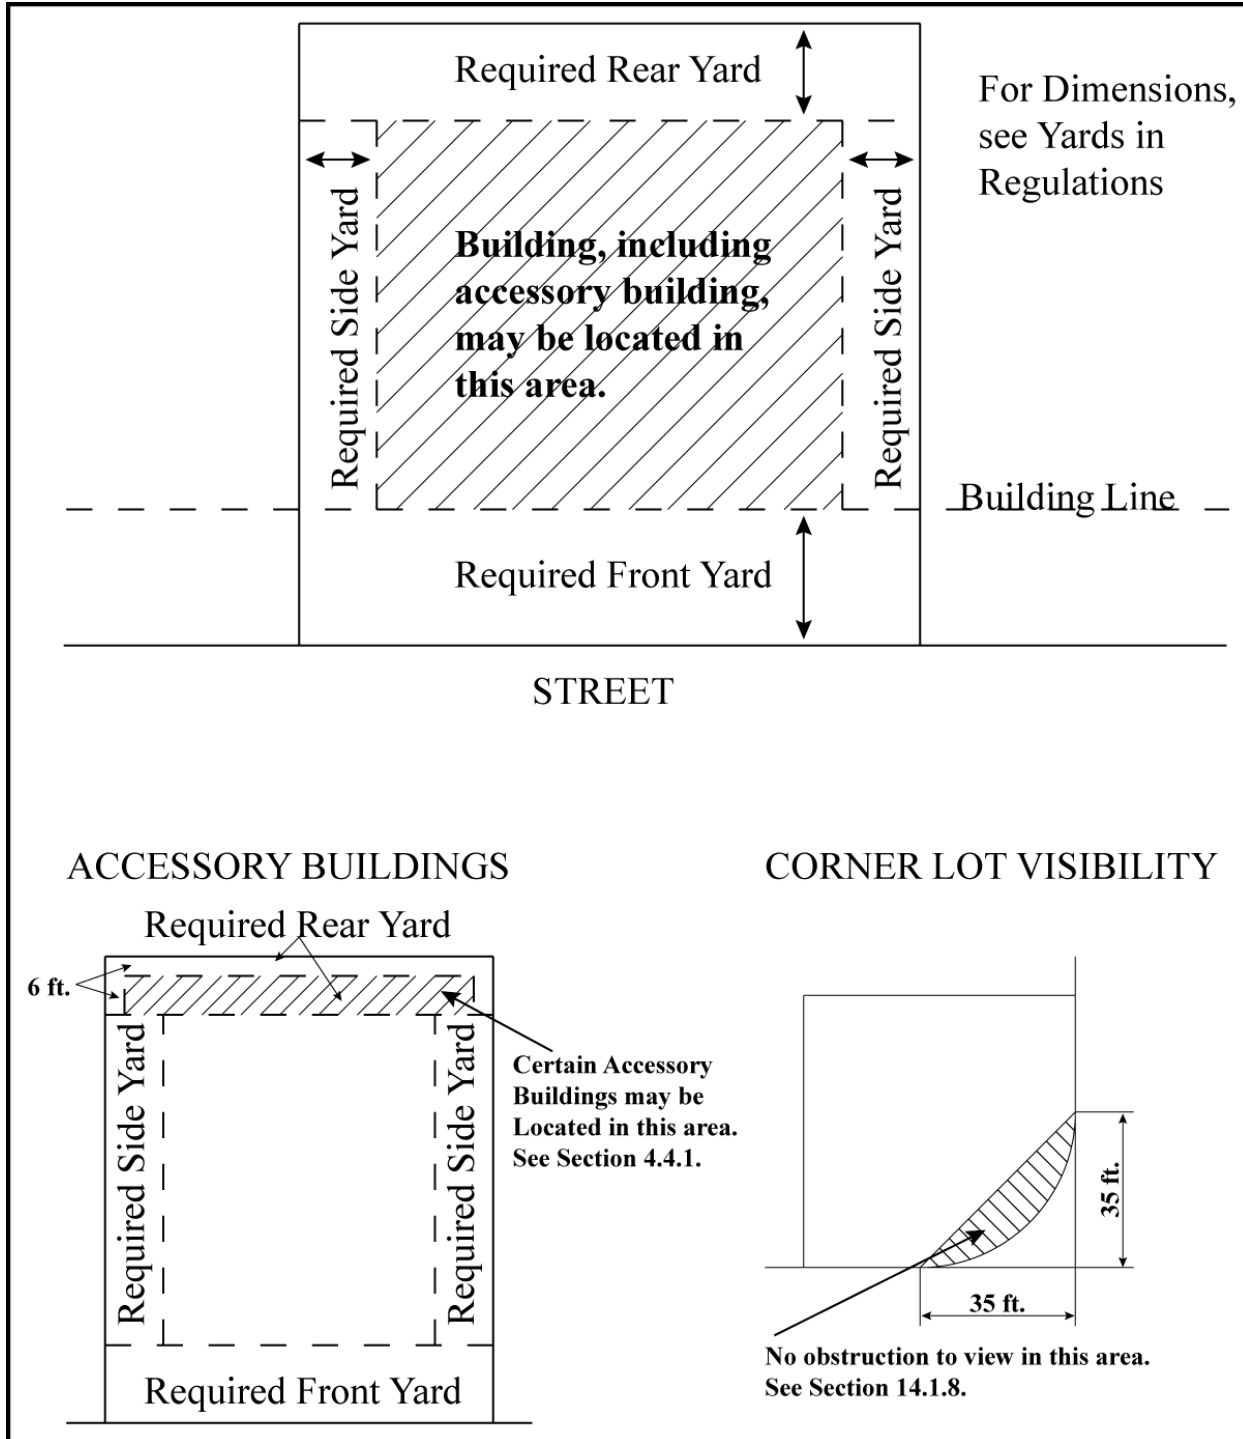 Required Rear Yard
For Dimensions,
see Yards in
Regulations
Required Side Yard
Building, including
accessory building,
may be located in
this area.
Required Side Yard
Building Line
Required Front Yard
STREET
ACCESSORY BUILDINGS
Required Rear Yard
6 ft.
Required Side Yard
Required Side Yard
Certain Accessory
Buildings may be
Located in this area.
See Section 4.4.1.
Required Front Yard
CORNER LOT VISIBILITY
35 ft.
35 ft.
No obstruction to view in this area.
See Section 14.1.8.